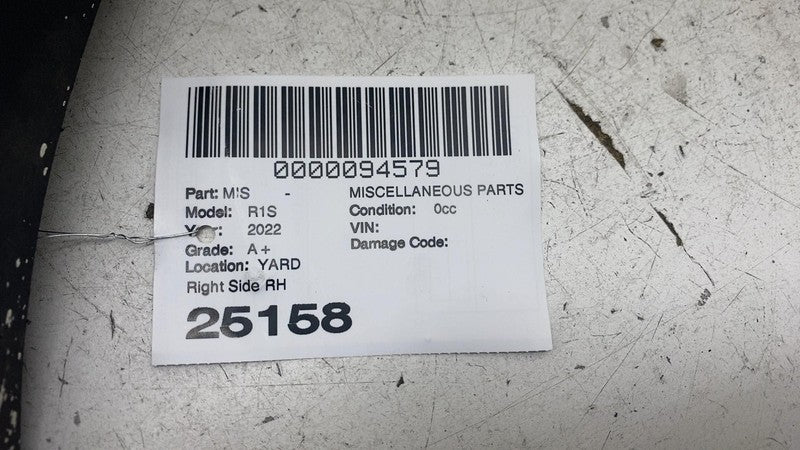 0000094579
Part: M'S - MISCELLANEOUS PARTS
Model: R1S Condition: 0cc
Year: 2022 VIN:
Grade: A + Damage Code:
Location: YARD
Right Side RH
25158